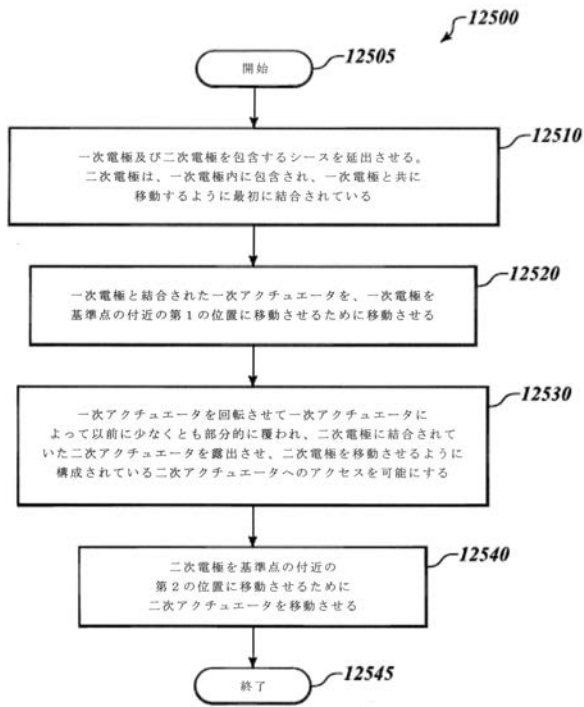 12500
開始
12505
12510
一次電極及び二次電極を包含するシースを延出させる。
二次電極は、一次電極内に包含され、一次電極と共に
移動するように最初に結合されている
12520
一次電極と結合された一次アクチュエータを、一次電極を
基準点の付近の第1の位置に移動させるために移動させる
12530
一次アクチュエータを回転させて一次アクチュエータに
よって以前に少なくとも部分的に覆われ、二次電極に結合されて
いた二次アクチュエータを露出させ、二次電極を移動させるように
構成されている二次アクチュエータへのアクセスを可能にする
12540
二次電極を基準点の付近の
第2の位置に移動させるために
二次アクチュエータを移動させる
終了
12545